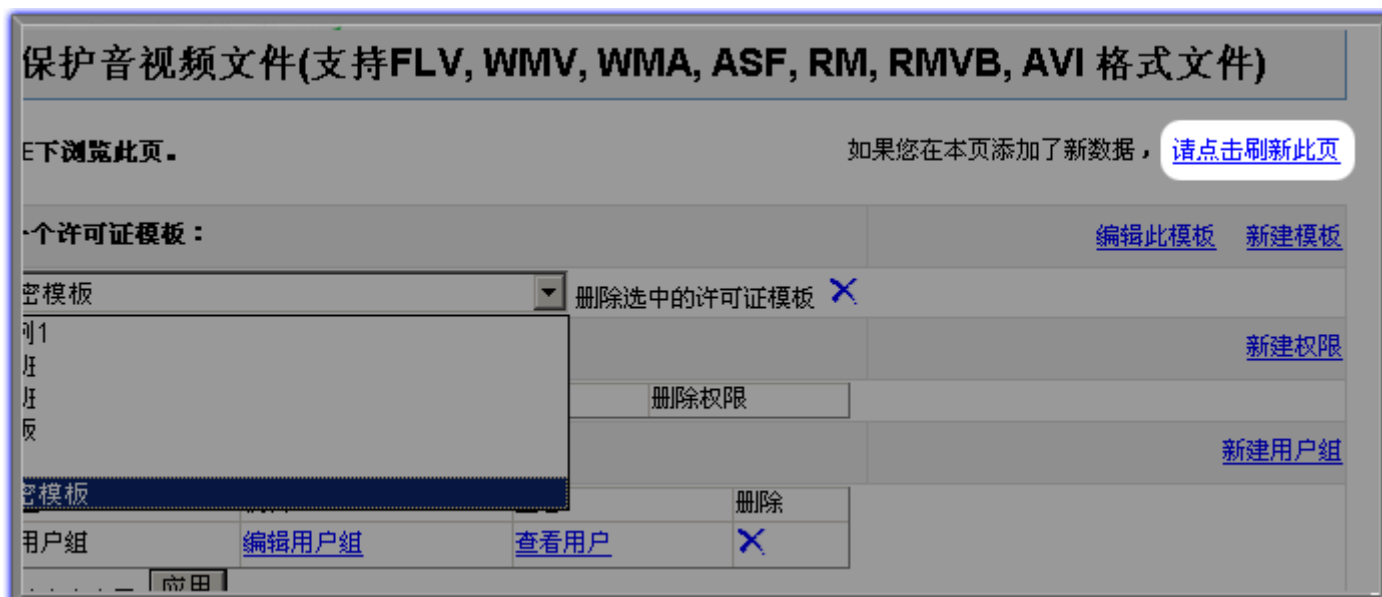 保护音视频文件(支持FLV, WMV, WMA, ASF, RM, RMVB, AVI 格式文件)
E下浏览此页。 如果您在本页添加了新数据， 请点击刷新此页
个许可证模板： 编辑此模板 新建模板
密模板 删除选中的许可证模板
例1
班 新建权限
班 删除权限
板
新建用户组
密模板 删除
用户组 编辑用户组 查看用户
应用